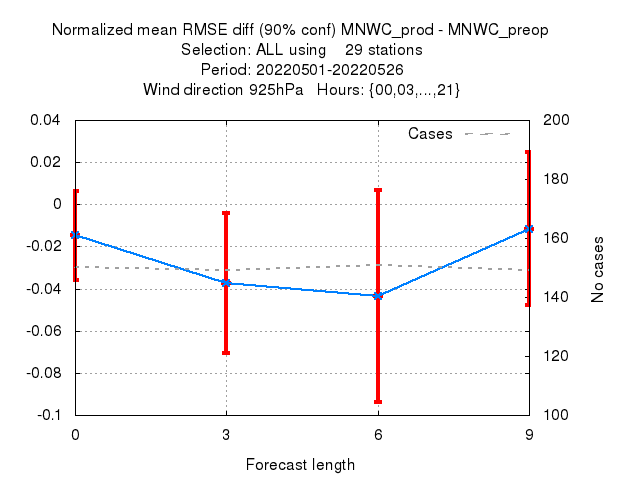 Normalized mean RMSE diff (90% conf) MNWC_prod - MNWC_preop
Selection: ALL using    29 stations
Period: 20220501-20220526
Wind direction 925hPa   Hours: {00,03,...,21}
Cases
0.04
0.02
0
-0.02
-0.04
-0.06
-0.08
-0.1
200
180
160
140
120
100
No cases
0 3 6 9
Forecast length